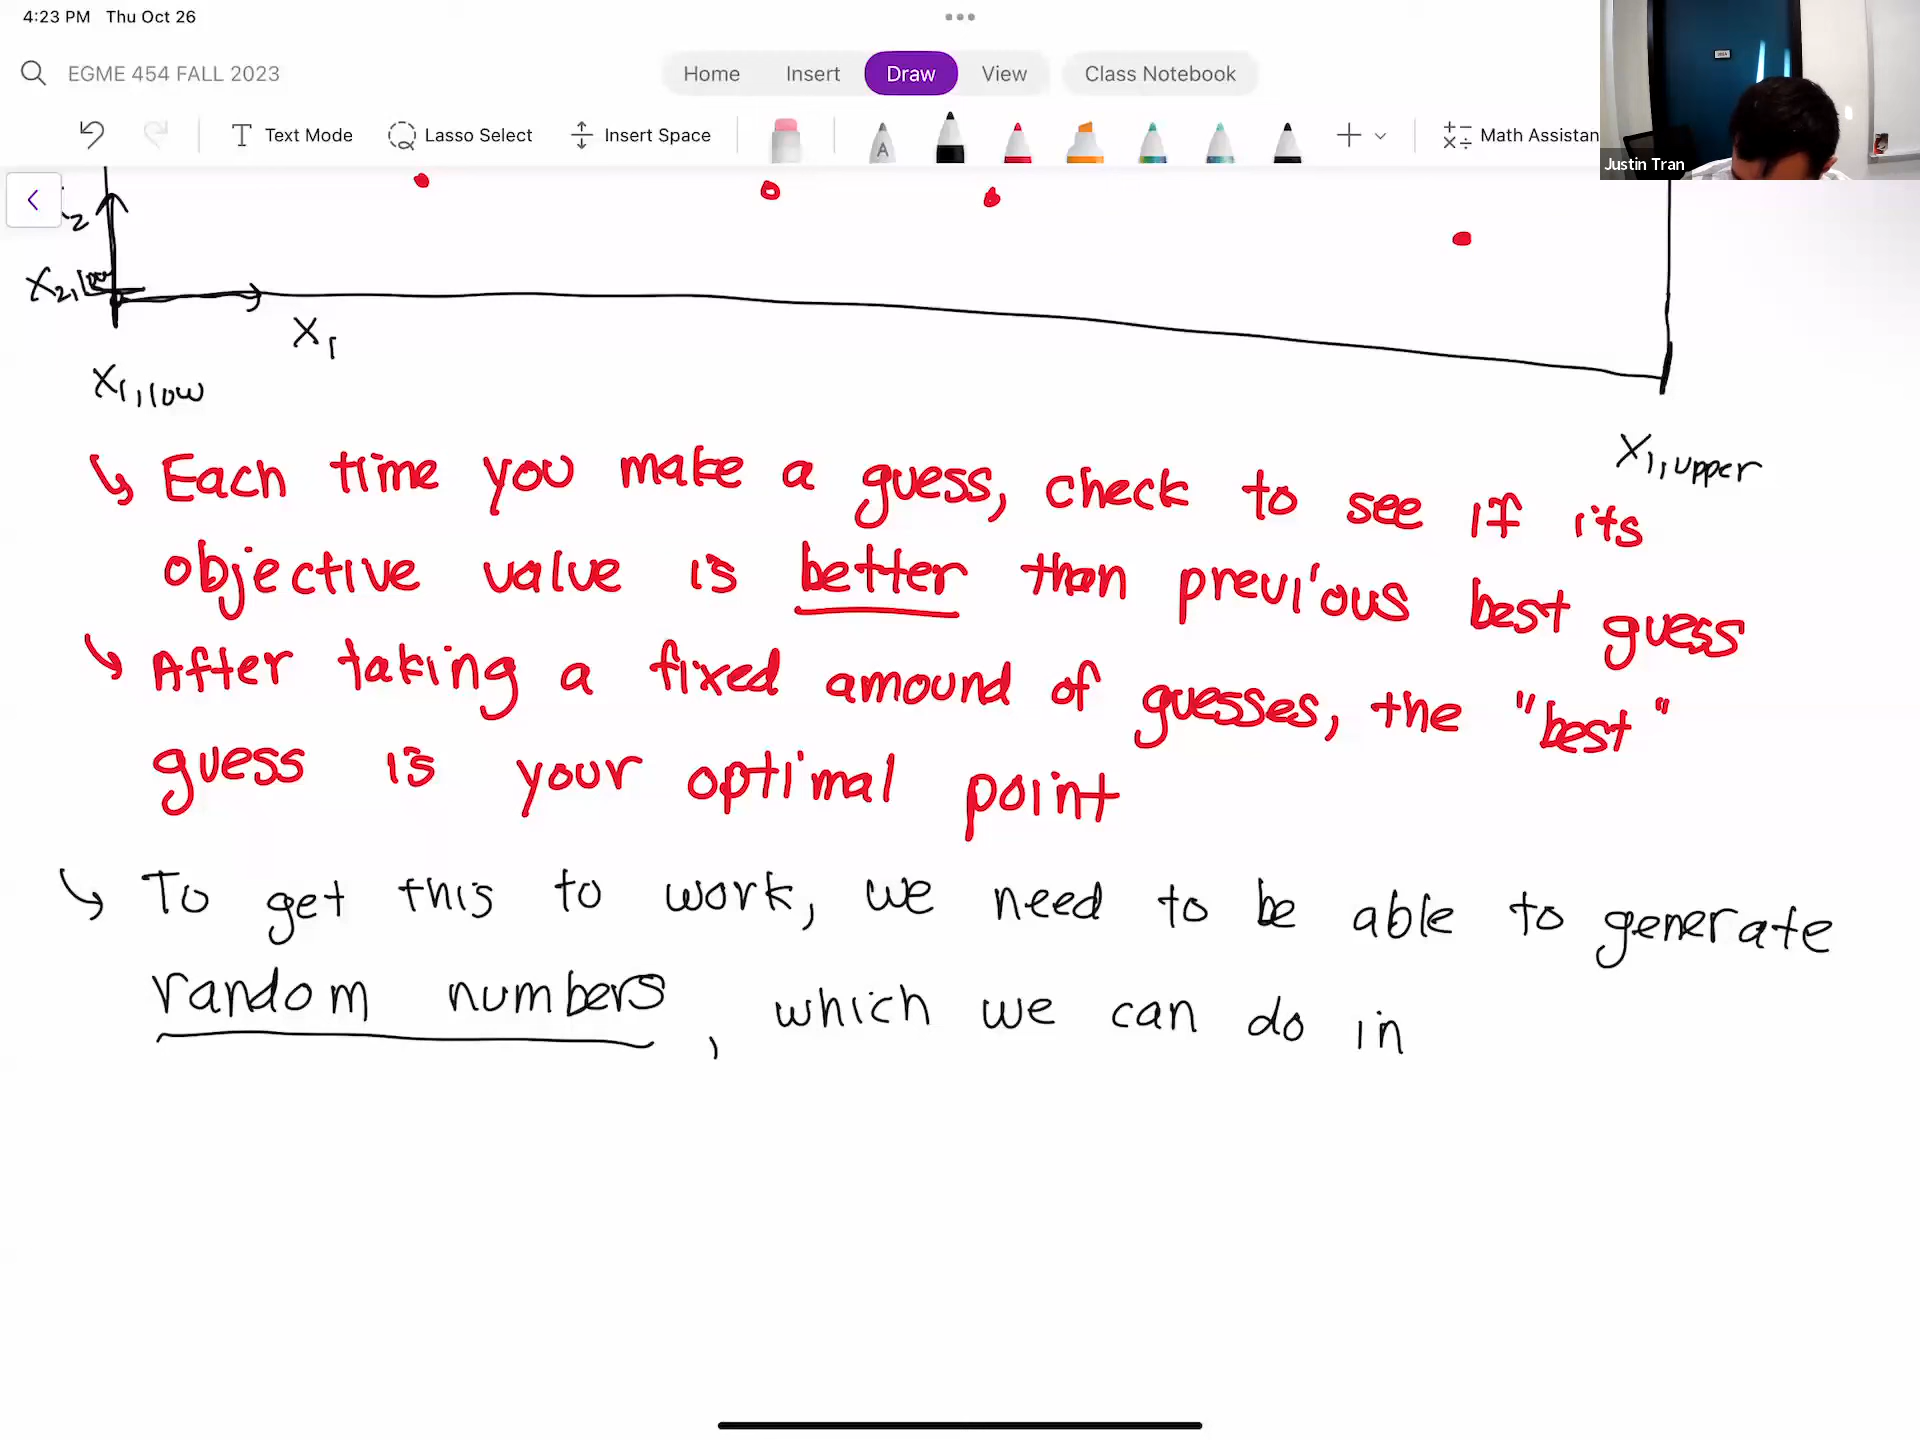 4:23 PM Thu Oct 26
EGME 454 FALL 2023
Home Insert Draw View Class Notebook
Text Mode Lasso Select Insert Space A Math Assistan
Justin Tran
2
X2,low
X1
X1,low
X1,upper
Each time you make a guess, check to see if its
objective value is better than previous best guess
After taking a fixed amount of guesses, the "best"
guess is your optimal point
To get this to work, we need to be able to generate
random numbers, which we can do in